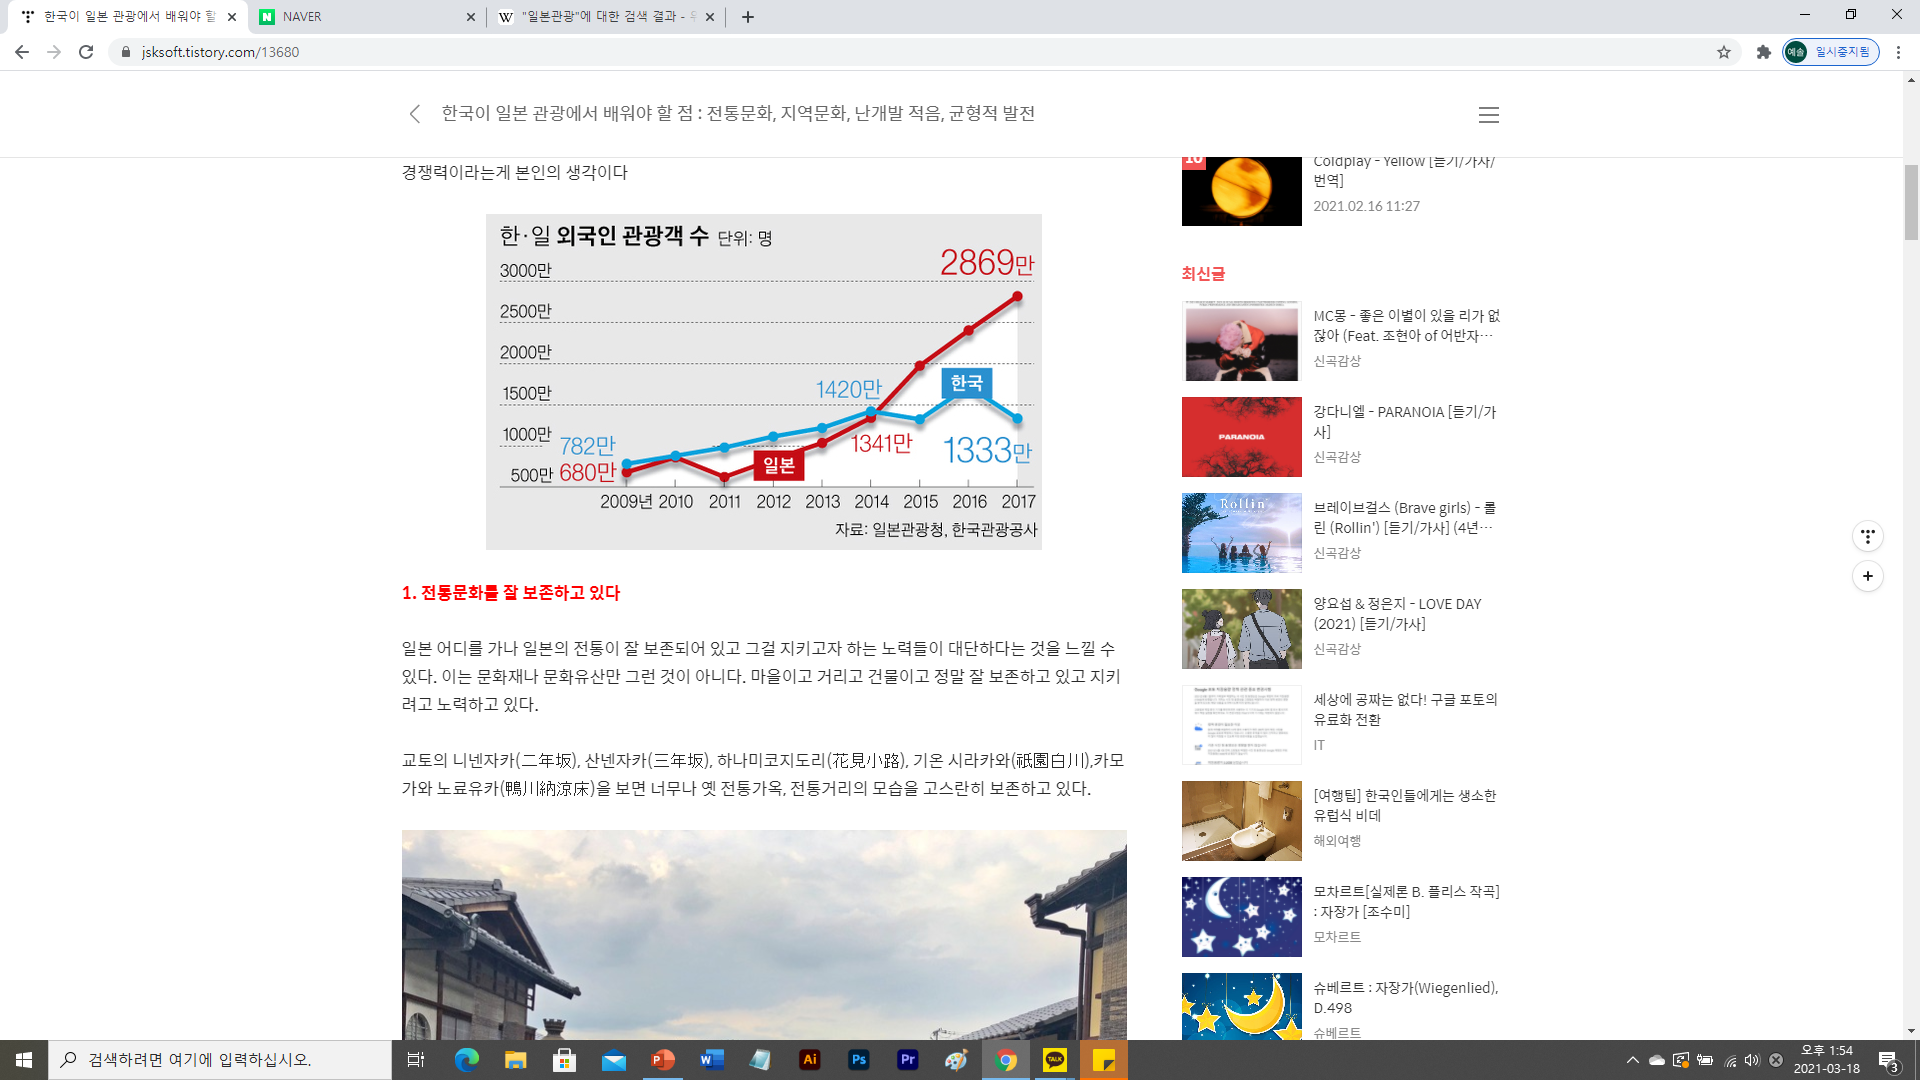 한국이 일본 관광에서 배워야 할
NAVER
"일본관광"에 대한 검색 결과 -
jsksoft.tistory.com/13680
예솔 일시중지됨
한국이 일본 관광에서 배워야 할 점 : 전통문화, 지역문화, 난개발 적음, 균형적 발전
경쟁력이라는게 본인의 생각이다
한·일 외국인 관광객 수 단위: 명
3000만
2869만
2500만
2000만
1500만
1420만
한국
1000만
782만
1341만
1333만
500만
680만
일본
2009년 2010 2011 2012 2013 2014 2015 2016 2017
자료: 일본관광청, 한국관광공사
1. 전통문화를 잘 보존하고 있다
일본 어디를 가나 일본의 전통이 잘 보존되어 있고 그걸 지키고자 하는 노력들이 대단하다는 것을 느낄 수
있다. 이는 문화재나 문화유산만 그런 것이 아니다. 마을이고 거리고 건물이고 정말 잘 보존하고 있고 지키
려고 노력하고 있다.
교토의 니넨자카(二年坂), 산넨자카(三年坂), 하나미코지도리(花見小路), 기온 시라카와(祇園白川),카모
가와 노료유카(鴨川納涼床)을 보면 너무나 옛 전통가옥, 전통거리의 모습을 고스란히 보존하고 있다.
10
Coldplay - Yellow [듣기/가사/
번역]
2021.02.16 11:27
최신글
MC몽 - 좋은 이별이 있을 리가 없
잖아 (Feat. 조현아 of 어반자…
신곡감상
PARANOIA
강다니엘 - PARANOIA [듣기/가
사]
신곡감상
Rollin'
브레이브걸스 (Brave girls) - 롤
린 (Rollin') [듣기/가사] (4년…
신곡감상
양요섭 & 정은지 - LOVE DAY
(2021) [듣기/가사]
신곡감상
세상에 공짜는 없다! 구글 포토의
유료화 전환
IT
[여행팁] 한국인들에게는 생소한
유럽식 비데
해외여행
모차르트[실제론 B. 플리스 작곡]
: 자장가 [조수미]
모차르트
슈베르트 : 자장가(Wiegenlied),
D.498
슈베르트
검색하려면 여기에 입력하십시오.
Ai
Ps
Pr
TALK
오후 1:54
2021-03-18
3